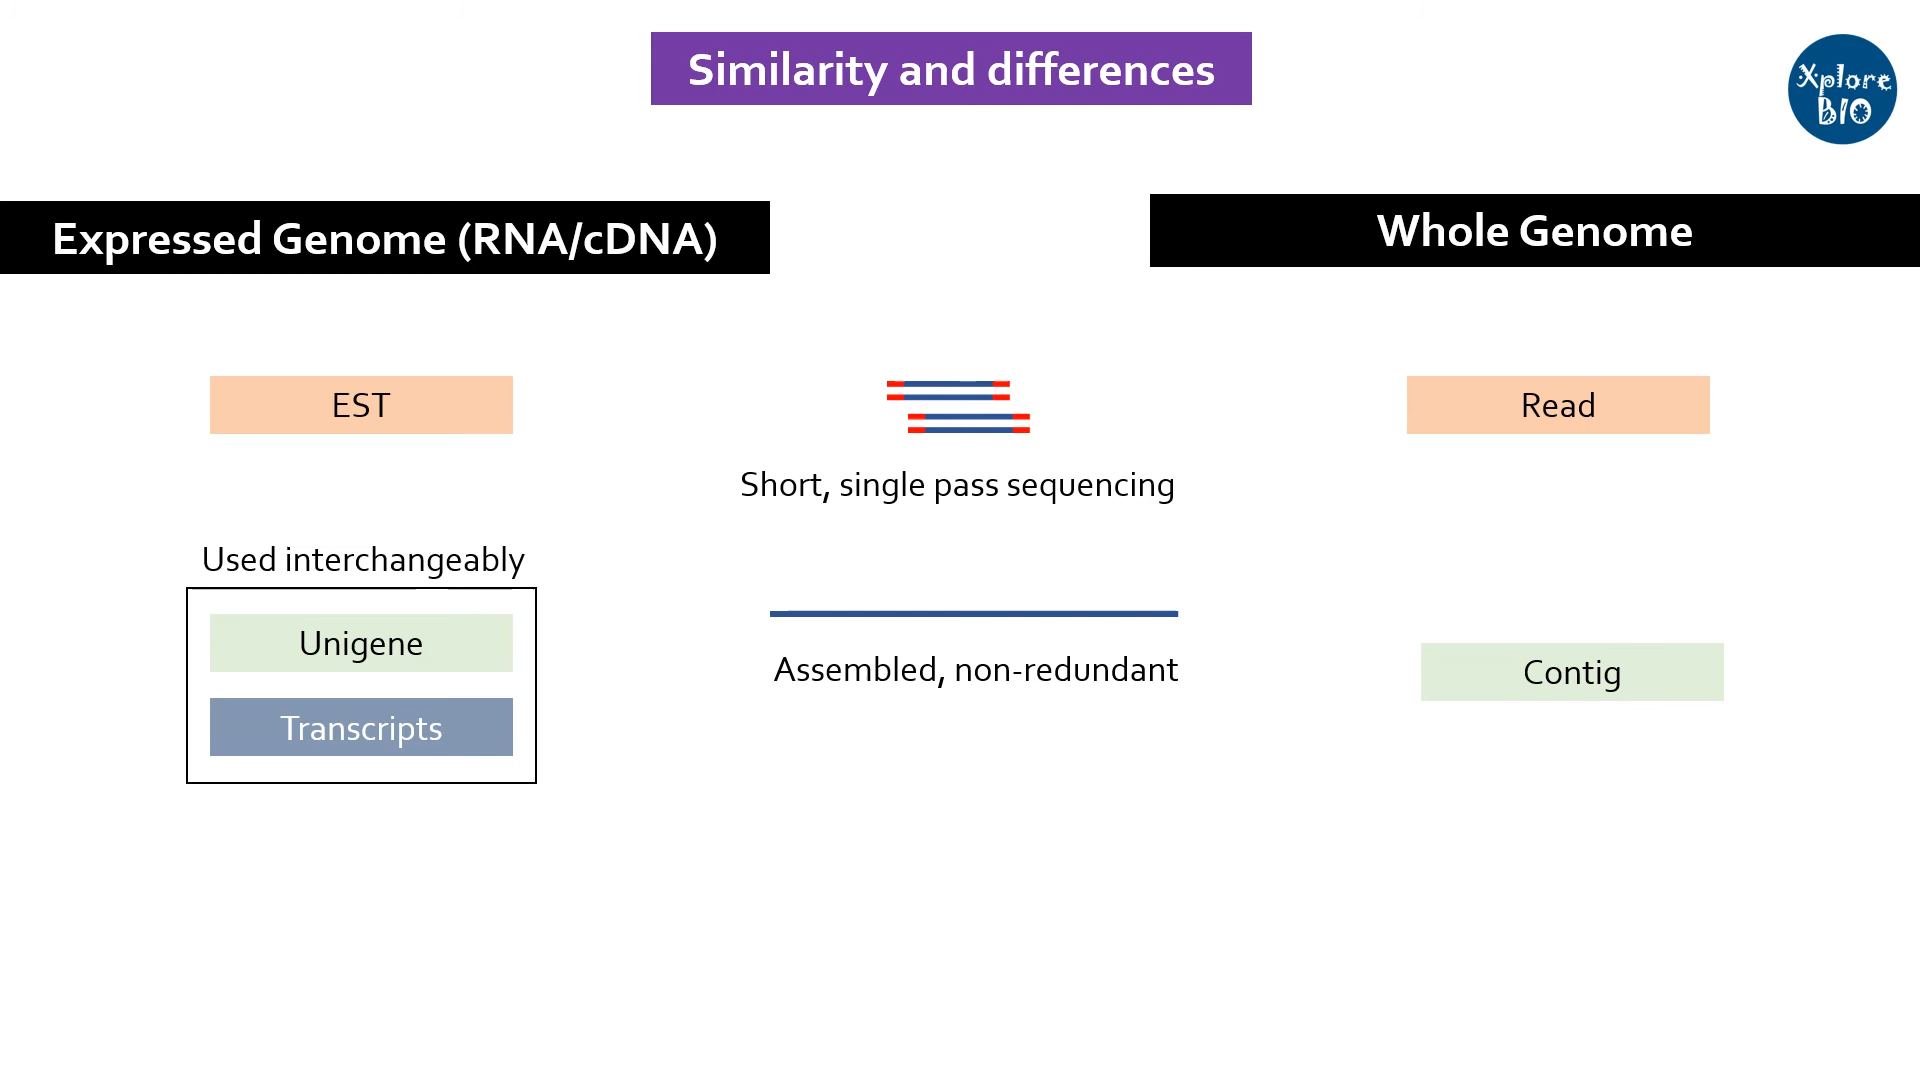 Similarity and differences
Xplore
BIO
Expressed Genome (RNA/cDNA)
Whole Genome
EST
Read
Short, single pass sequencing
Used interchangeably
Unigene
Assembled, non-redundant
Contig
Transcripts